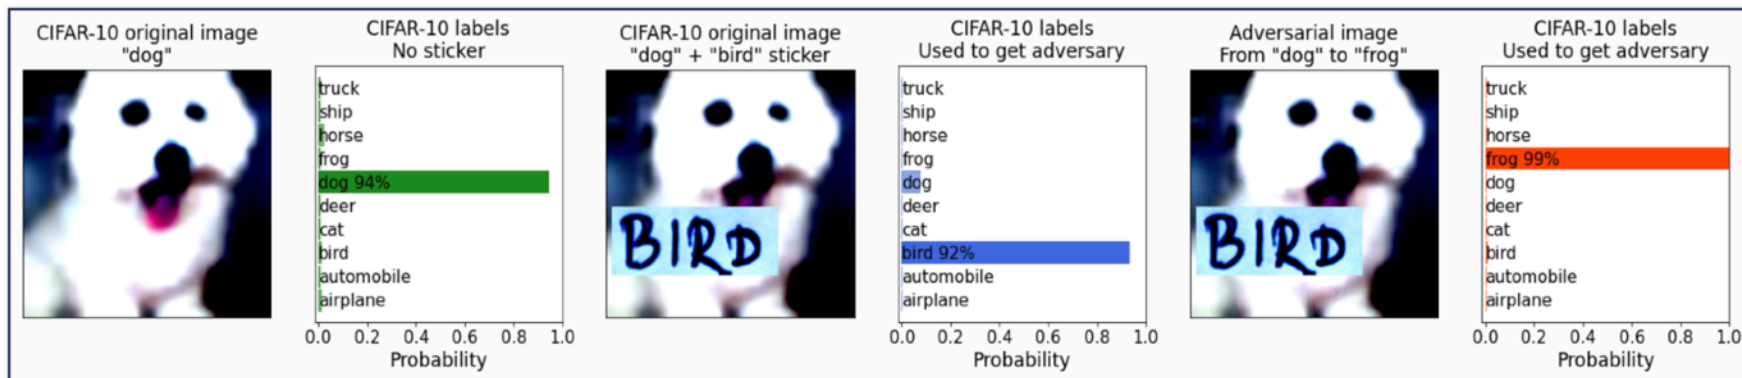 CIFAR-10 original image
"dog"
CIFAR-10 labels
No sticker
truck
ship
horse
frog
dog 94%
deer
cat
bird
automobile
airplane
0.0 0.2 0.4 0.6 0.8 1.0
Probability
CIFAR-10 original image
"dog" + "bird" sticker
BIRD
CIFAR-10 labels
Used to get adversary
truck
ship
horse
frog
dog
deer
cat
bird 92%
automobile
airplane
0.0 0.2 0.4 0.6 0.8 1.0
Probability
Adversarial image
From "dog" to "frog"
BIRD
CIFAR-10 labels
Used to get adversary
truck
ship
horse
frog 99%
dog
deer
cat
bird
automobile
airplane
0.0 0.2 0.4 0.6 0.8 1.0
Probability